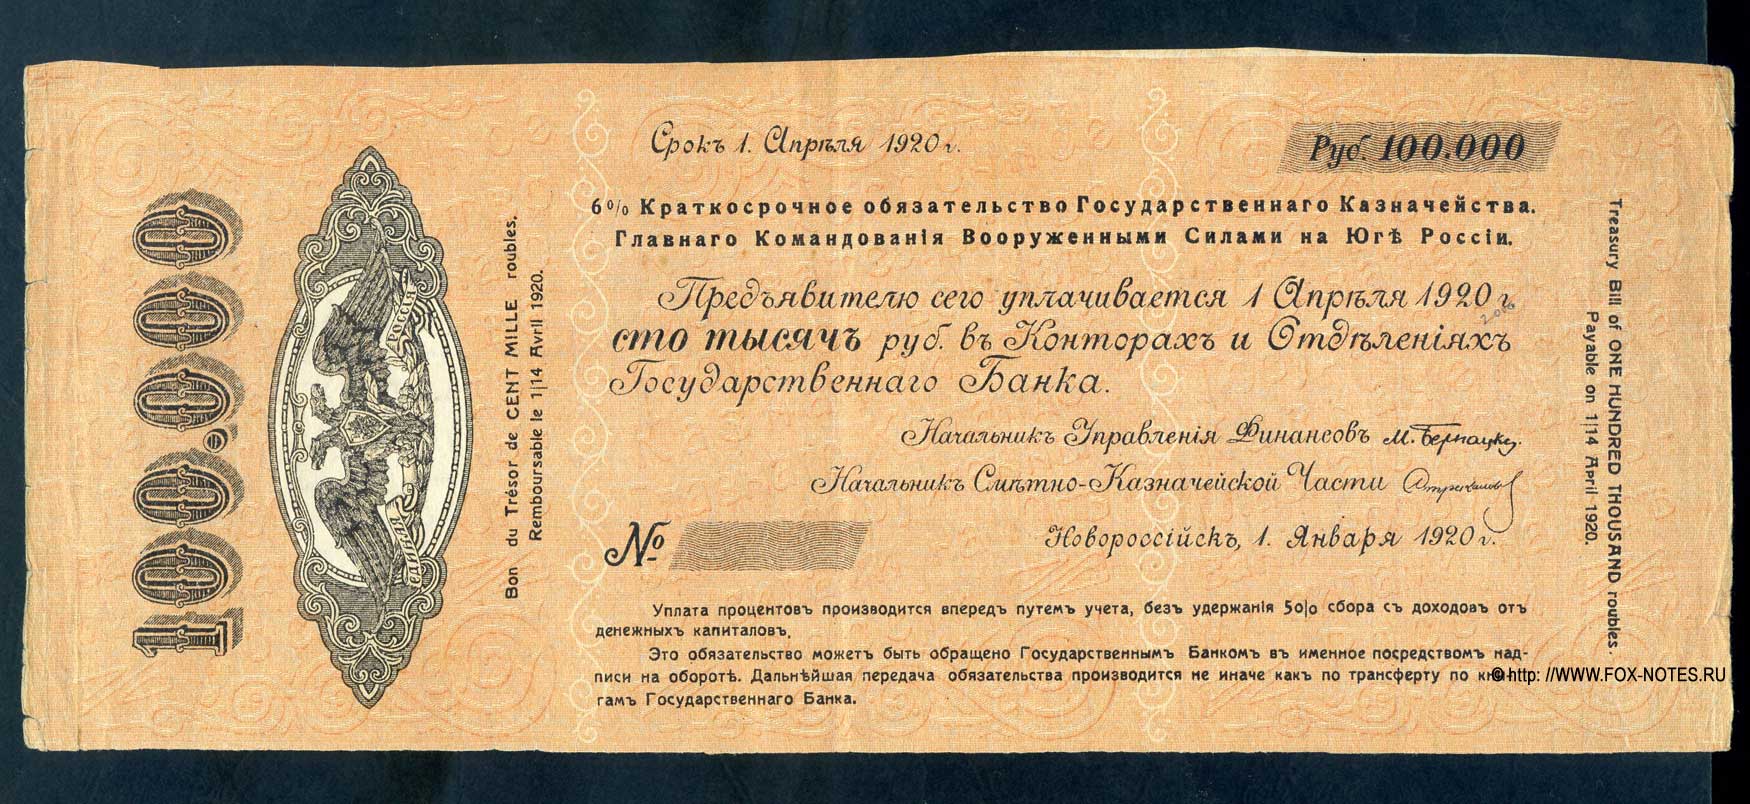 100.000
ЕДИНАЯ РОССІЯ
Bon du Trésor de CENT MILLE roubles.
Remboursable le 1|14 Avril 1920.
Срокъ 1. Апрѣля 1920 г.
Руб. 100.000
6% Краткосрочное обязательство Государственнаго Казначейства.
Главнаго Командованія Вооруженными Силами на Югѣ Россіи.
Предъявителю сего уплачивается 1 Апрѣля 1920 г.
сто тысячъ руб. въ Конторахъ и Отдѣленіяхъ
Государственнаго Банка.
Начальникъ Управленія Финансовъ М. Бернацкій.
Начальникъ Смѣтно-Казначейской Части
№
Новороссійскъ, 1. Января 1920 г.
Уплата процентовъ производится впередъ путемъ учета, безъ удержанія 5o|o сбора съ доходовъ отъ
денежныхъ капиталовъ.
Это обязательство можетъ быть обращено Государственнымъ Банкомъ въ именное посредствомъ над-
писи на оборотѣ. Дальнѣйшая передача обязательства производится не иначе какъ по трансферту по кни-
гамъ Государственнаго Банка.
Treasury Bill of ONE HUNDRED THOUSAND roubles.
Payable on 1|14 April 1920.
© http: //WWW.FOX-NOTES.RU